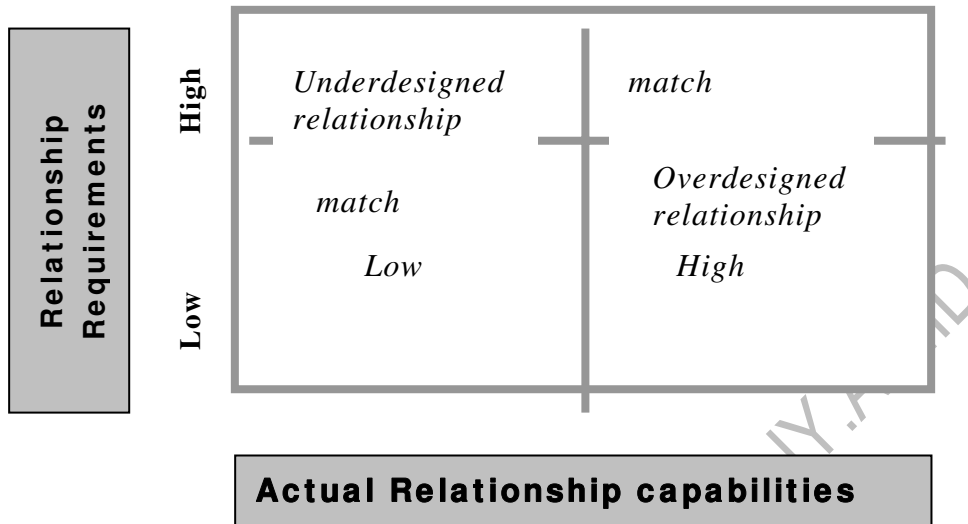 Relationship
Requirements
High
Low
Underdesigned
relationship
match
match
Low
Overdesigned
relationship
High
Actual Relationship capabilities